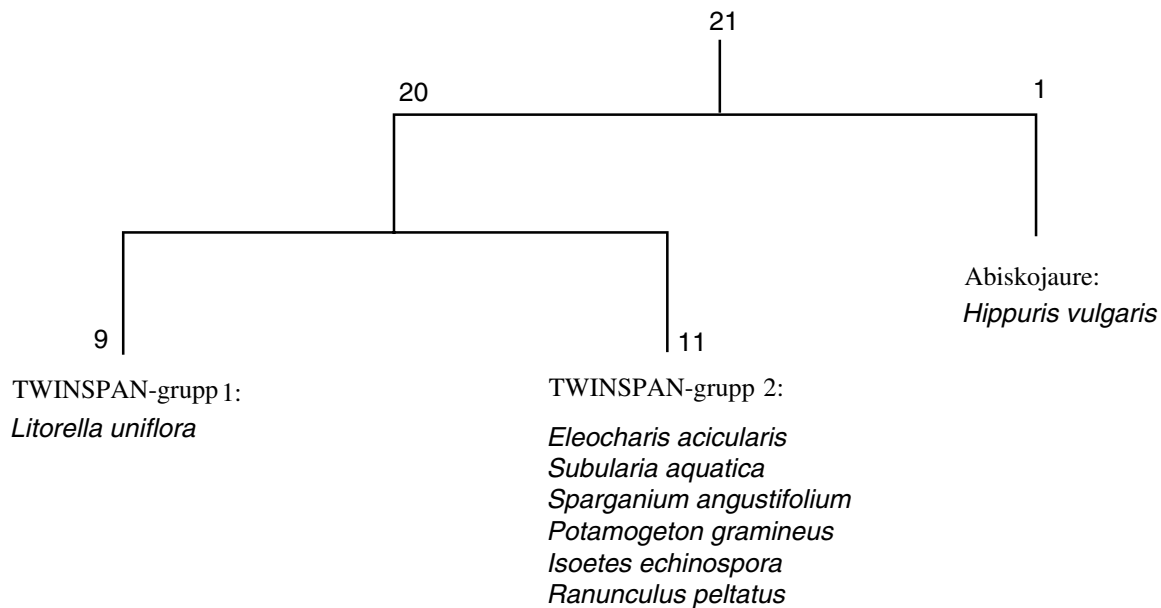 21
20
1
Abiskojaure:
Hippuris vulgaris
9
11
TWINSPAN-grupp 1:
Litorella uniflora
TWINSPAN-grupp 2:
Eleocharis acicularis
Subularia aquatica
Sparganium angustifolium
Potamogeton gramineus
Isoetes echinospora
Ranunculus peltatus